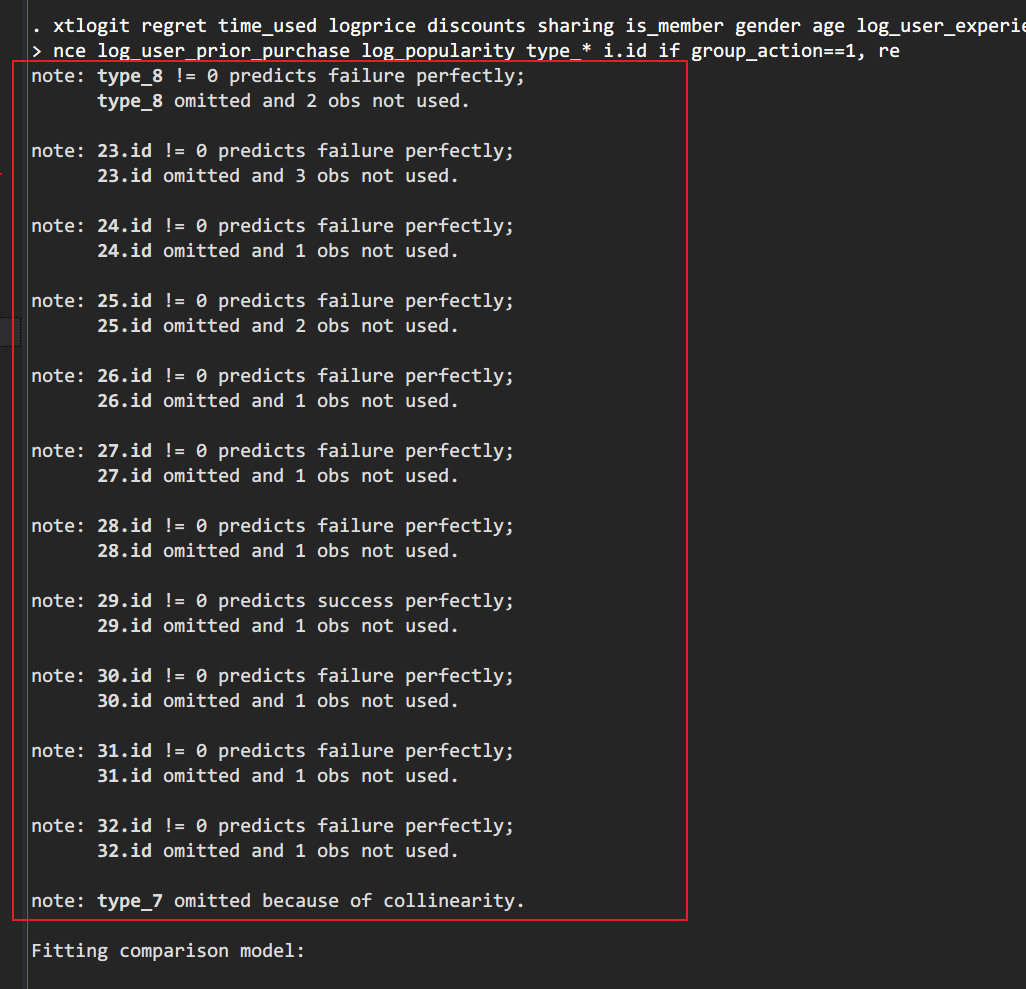 . xtlogit regret time_used logprice discounts sharing is_member gender age log_user_experie
> nce log_user_prior_purchase log_popularity type_* i.id if group_action==1, re
note: type_8 != 0 predicts failure perfectly;
type_8 omitted and 2 obs not used.
note: 23.id != 0 predicts failure perfectly;
23.id omitted and 3 obs not used.
note: 24.id != 0 predicts failure perfectly;
24.id omitted and 1 obs not used.
note: 25.id != 0 predicts failure perfectly;
25.id omitted and 2 obs not used.
note: 26.id != 0 predicts failure perfectly;
26.id omitted and 1 obs not used.
note: 27.id != 0 predicts failure perfectly;
27.id omitted and 1 obs not used.
note: 28.id != 0 predicts failure perfectly;
28.id omitted and 1 obs not used.
note: 29.id != 0 predicts success perfectly;
29.id omitted and 1 obs not used.
note: 30.id != 0 predicts failure perfectly;
30.id omitted and 1 obs not used.
note: 31.id != 0 predicts failure perfectly;
31.id omitted and 1 obs not used.
note: 32.id != 0 predicts failure perfectly;
32.id omitted and 1 obs not used.
note: type_7 omitted because of collinearity.
Fitting comparison model: